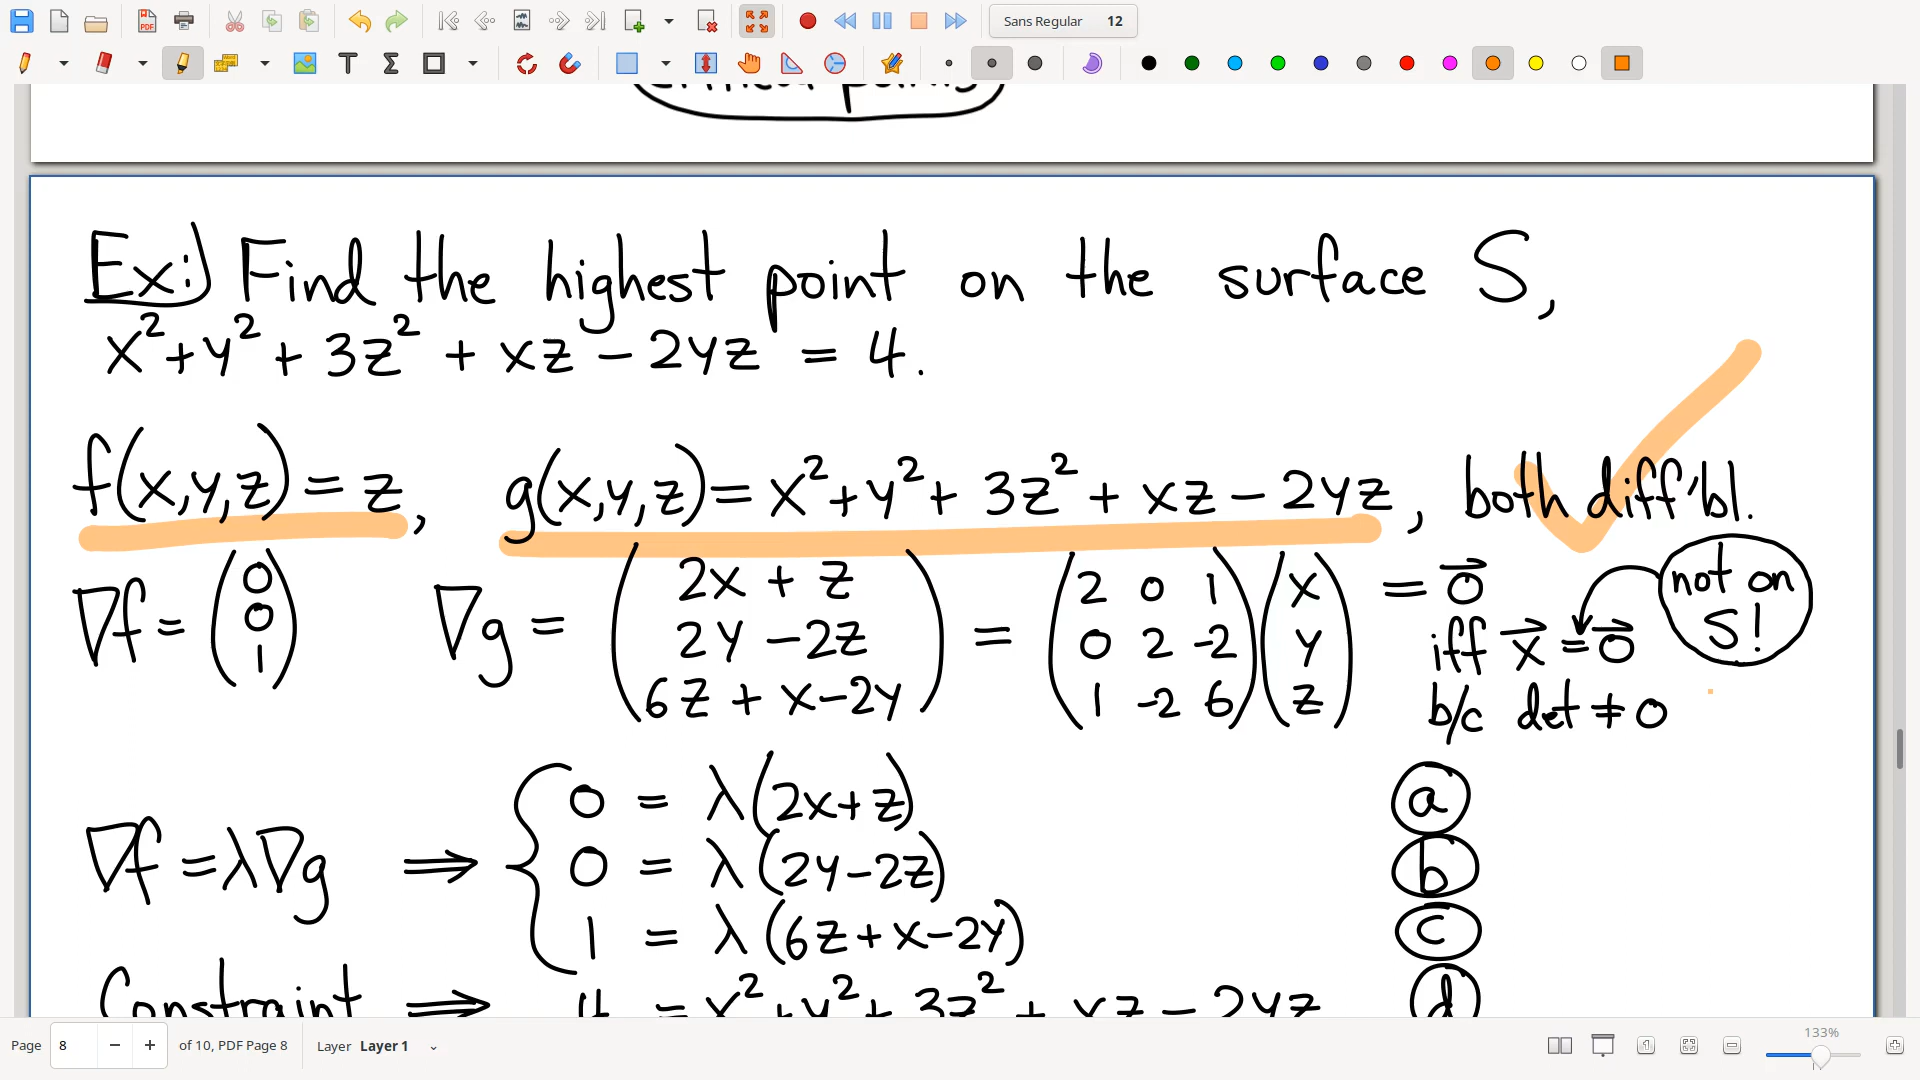 Sans Regular 12
critical points
Ex:) Find the highest point on the surface S,
x² + y² + 3z² + xz − 2yz = 4.
f(x,y,z) = z, g(x,y,z) = x² + y² + 3z² + xz − 2yz, both diff'bl.
∇f = (0 0 1) ∇g = (2x + z 2y − 2z 6z + x − 2y) = (2 0 1 0 2 -2 1 -2 6)(x y z) = 0⃗
iff x⃗ = 0⃗
b/c det ≠ 0
not on S!
∇f = λ∇g ⟹ { 0 = λ(2x+z) ⓐ
0 = λ(2y−2z) ⓑ
1 = λ(6z+x−2y) ⓒ
Constraint ⟹ 4 = x² + y² + 3z² + xz − 2yz ⓓ
Page 8 − + of 10, PDF Page 8 Layer Layer 1 133%